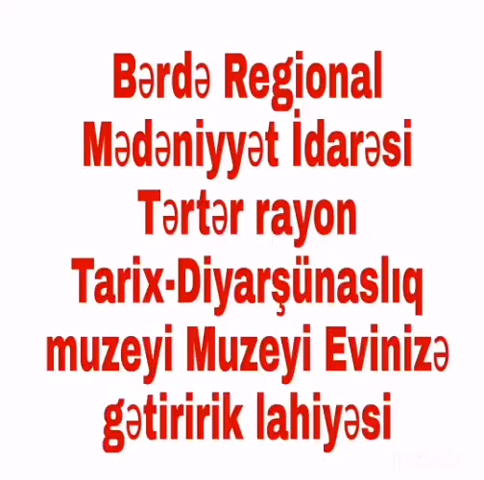 Bərdə Regional
Mədəniyyət İdarəsi
Tərtər rayon
Tarix-Diyarşünaslıq
muzeyi Muzeyi Evinizə
gətiririk lahiyəsi